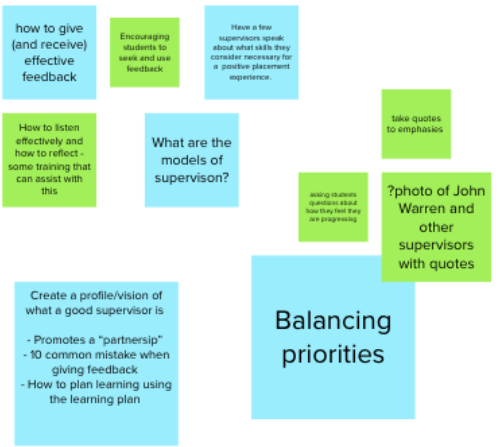 how to give
(and receive)
effective
feedback
Encouraging
students to
seek and use
feedback
Have a few
supervisors speak
about what skills they
consider necessary for
a positive placement
experience.
take quotes
to emphasies
How to listen
effectively and
how to reflect -
some training that
can assist with
this
What are the
models of
supervison?
asking students
questions about
how they feel they
are progressing
?photo of John
Warren and
other
supervisors
with quotes
Create a profile/vision of
what a good supervisor is
- Promotes a “partnersip”
- 10 common mistake when
giving feedback
- How to plan learning using
the learning plan
Balancing
priorities